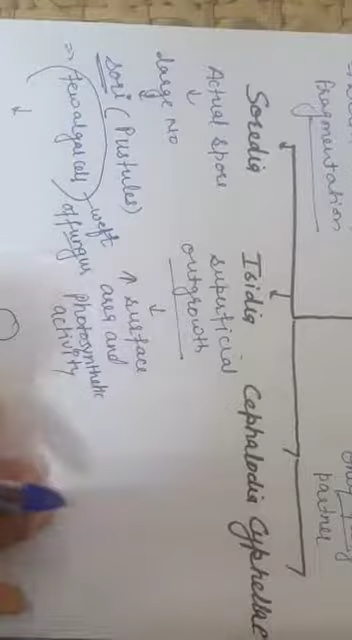 Fragmentation
partner
Soredia Isidia Cephalodia Cyphellae
Actual spore
↓
large No
↓
sori (Pustules)
⇒ few algal cell) weft
of fungus
↓
superficial
outgrowth
↓
↑ surface
area and
photosynthetic
activity